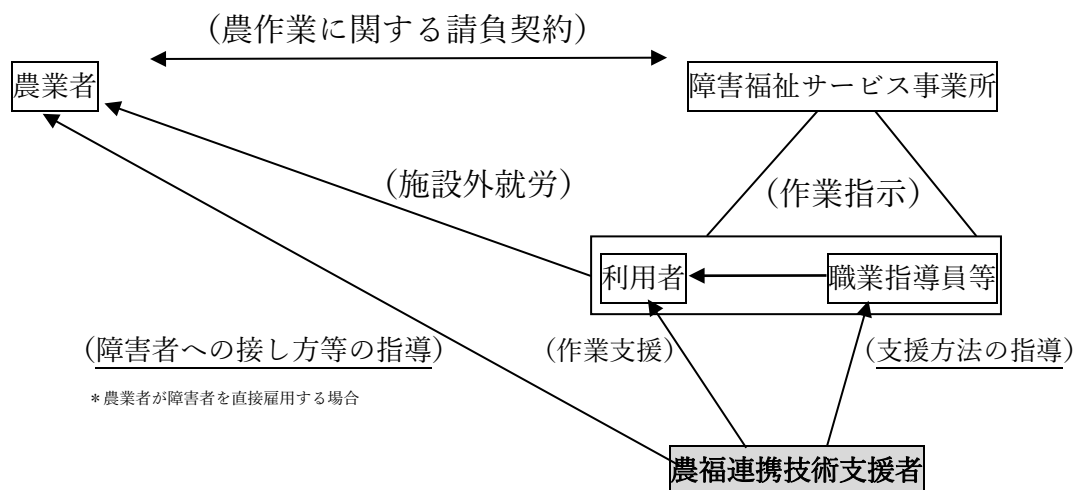 (農作業に関する請負契約)
農業者
障害福祉サービス事業所
(施設外就労)
(作業指示)
利用者
職業指導員等
(障害者への接し方等の指導)
(作業支援)
(支援方法の指導)
＊農業者が障害者を直接雇用する場合
農福連携技術支援者